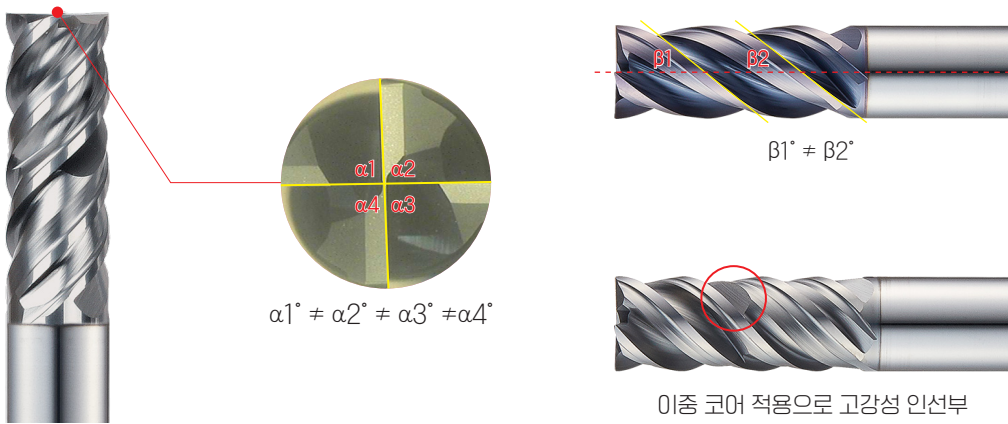 α1 α2
α4 α3
α1˚ ≠ α2˚ ≠ α3˚ ≠α4˚
β1 β2
β1˚ ≠ β2˚
이중 코어 적용으로 고강성 인선부